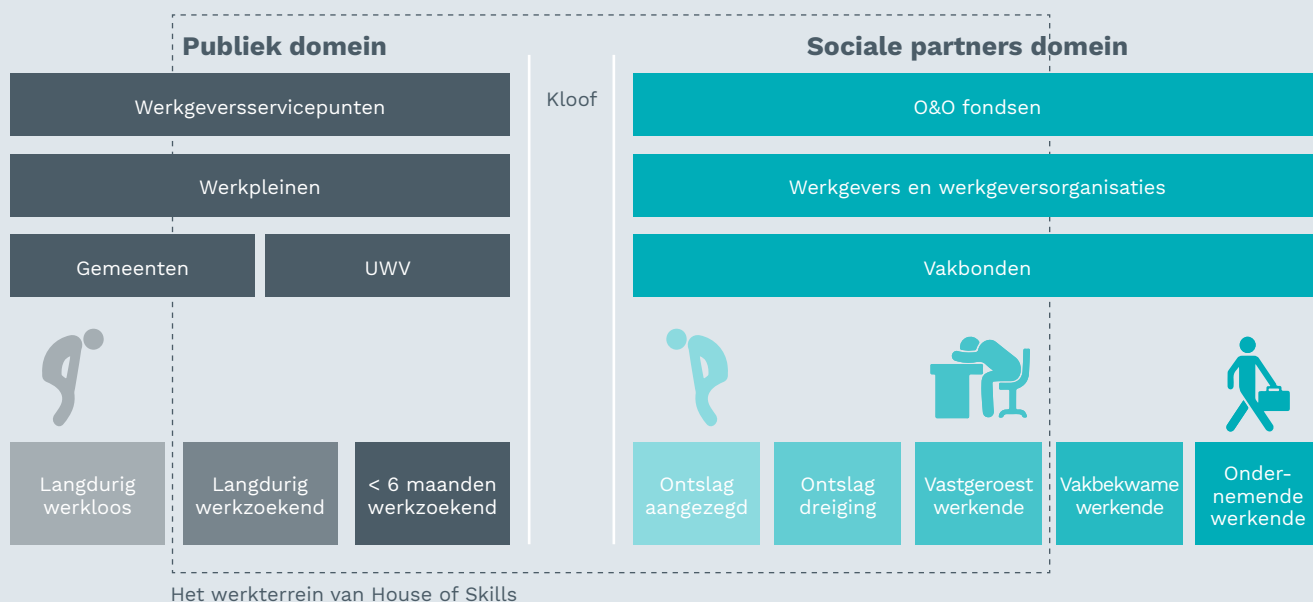 Publiek domein
Sociale partners domein
Kloof
Werkgeversservicepunten
O&O fondsen
Werkpleinen
Werkgevers en werkgeversorganisaties
Gemeenten
UWV
Vakbonden
Langdurig
werkloos
Langdurig
werkzoekend
< 6 maanden
werkzoekend
Ontslag
aangezegd
Ontslag
dreiging
Vastgeroest
werkende
Vakbekwame
werkende
Onder-
nemende
werkende
Het werkterrein van House of Skills